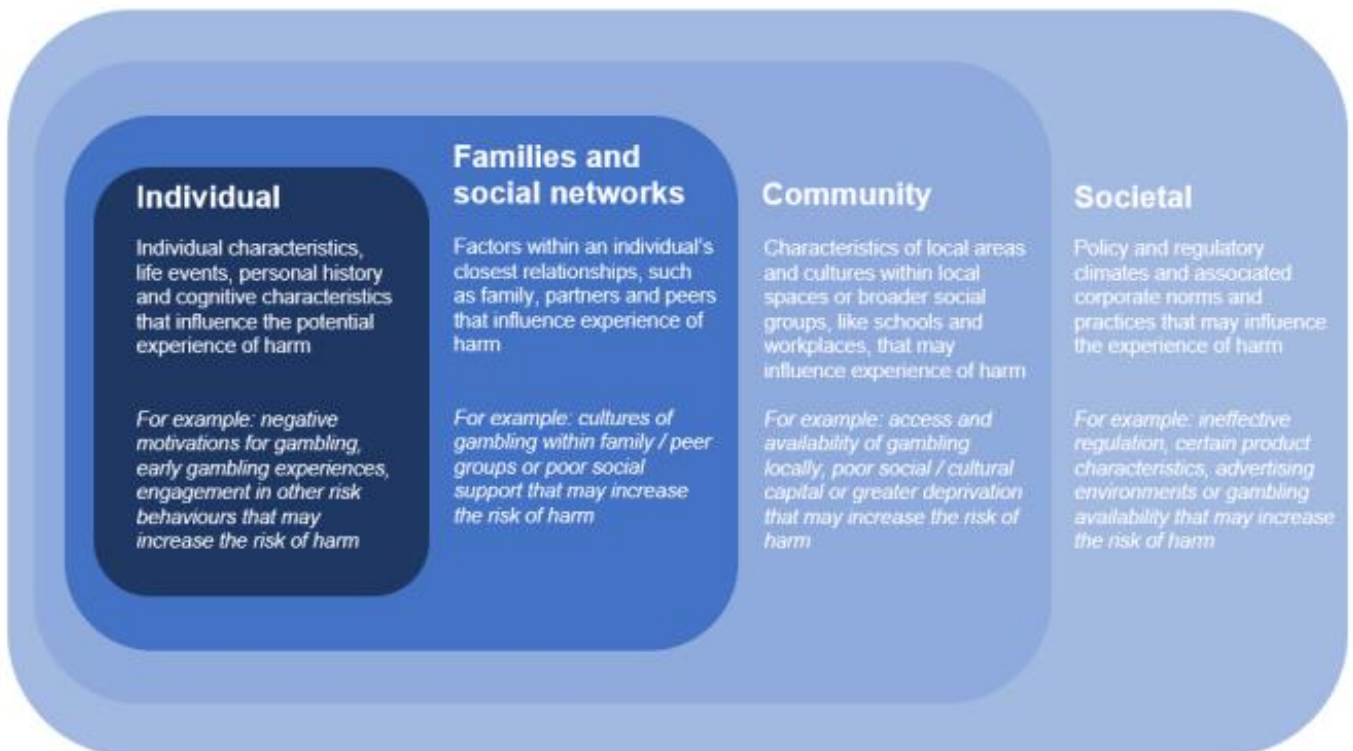 Individual
Individual characteristics,
life events, personal history
and cognitive characteristics
that influence the potential
experience of harm
For example: negative
motivations for gambling,
early gambling experiences,
engagement in other risk
behaviours that may
increase the risk of harm
Families and
social networks
Factors within an individual's
closest relationships, such
as family, partners and peers
that influence experience of
harm
For example: cultures of
gambling within family / peer
groups or poor social
support that may increase
the risk of harm
Community
Characteristics of local areas
and cultures within local
spaces or broader social
groups, like schools and
workplaces, that may
influence experience of harm
For example: access and
availability of gambling
locally, poor social / cultural
capital or greater deprivation
that may increase the risk of
harm
Societal
Policy and regulatory
climates and associated
corporate norms and
practices that may influence
the experience of harm
For example: ineffective
regulation, certain product
characteristics, advertising
environments or gambling
availability that may increase
the risk of harm